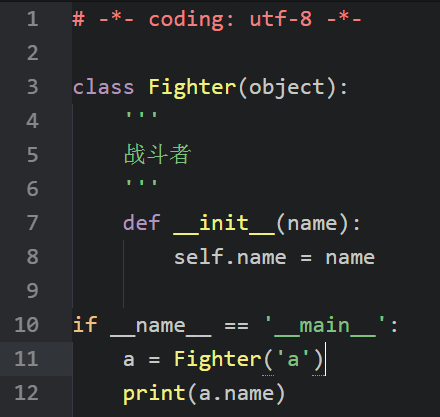 1 # -*- coding: utf-8 -*-
2
3 class Fighter(object):
4     '''
5     战斗者
6     '''
7     def __init__(name):
8         self.name = name
9
10 if __name__ == '__main__':
11     a = Fighter('a')
12     print(a.name)